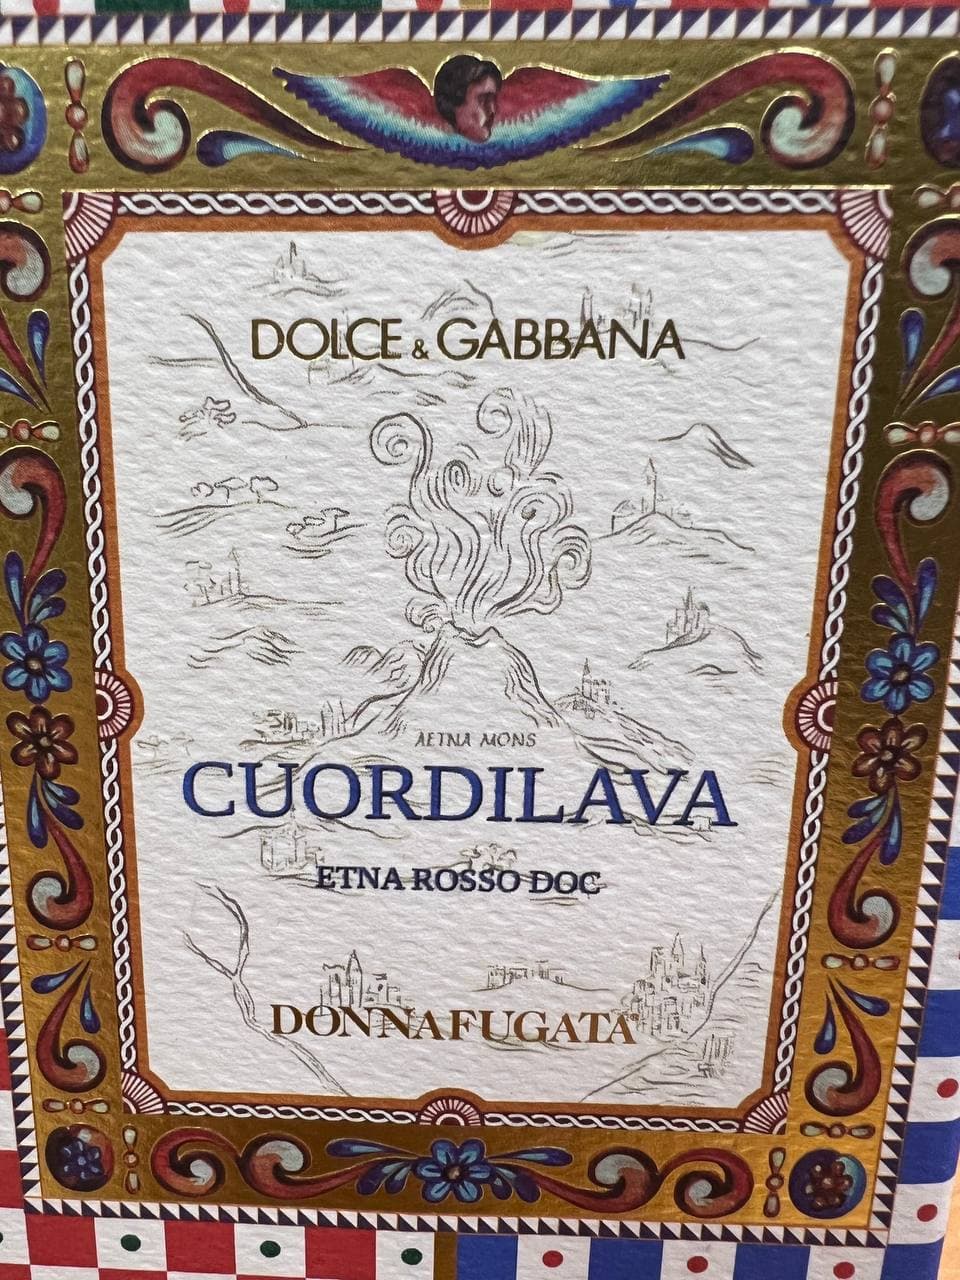 DOLCE & GABBANA
AETNA MONS
CUORDILAVA
ETNA ROSSO DOC
DONNAFUGATA®